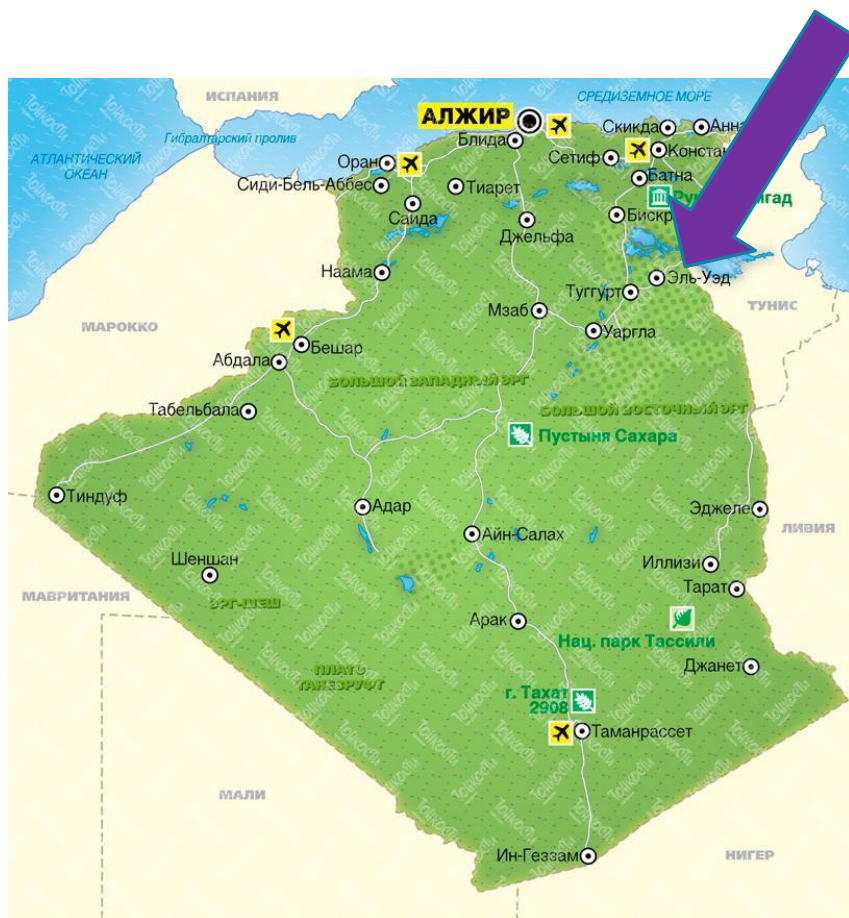 ИСПАНИЯ
СРЕДИЗЕМНОЕ МОРЕ
АЛЖИР
Гибралтарский пролив
Блида
Скикда
Анна
АТЛАНТИЧЕСКИЙ
ОКЕАН
Оран
Сетиф
Конста
Сиди-Бель-Аббес
Тиарет
Батна
Саида
Бискр
Джельфа
Наама
Эль-Уэд
Туггурт
ТУНИС
Мзаб
Уаргла
МАРОККО
Бешар
Абдала
БОЛЬШОЙ ЗАПАДНЫЙ ЭРГ
Табельбала
БОЛЬШОЙ ВОСТОЧНЫЙ ЭРГ
Пустыня Сахара
Тиндуф
Адар
Эджеле
Айн-Салах
ЛИВИЯ
Шеншан
Иллизи
Тарат
МАВРИТАНИЯ
ЭРГ-ШЕШ
Арак
Нац. парк Тассили
ПЛАТО
ТАНЕЗРУФТ
Джанет
г. Тахат
2908
Таманрассет
МАЛИ
Ин-Геззам
НИГЕР